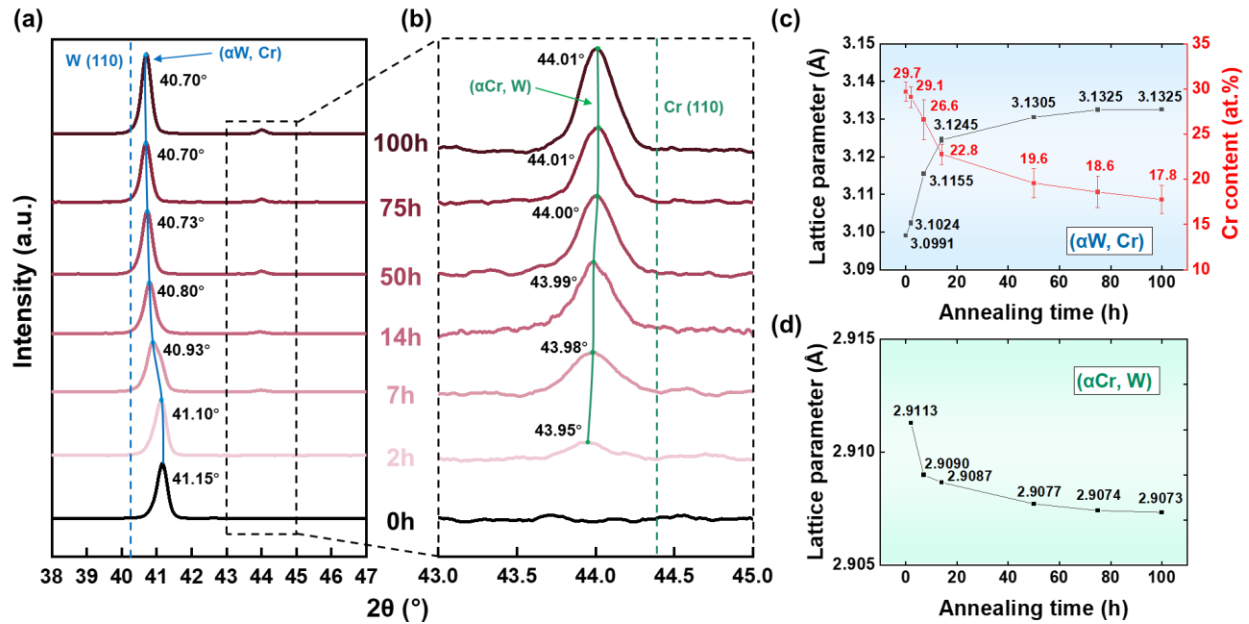 (a)
W (110)
(αW, Cr)
40.70°
40.70°
40.73°
40.80°
40.93°
41.10°
41.15°
Intensity (a.u.)
38 39 40 41 42 43 44 45 46 47
100h
75h
50h
14h
7h
2h
0h
(b)
(αCr, W)
Cr (110)
44.01°
44.01°
44.00°
43.99°
43.98°
43.95°
43.0 43.5 44.0 44.5 45.0
2θ (°)
(c)
Lattice parameter (Å)
3.15
3.14
3.13
3.12
3.11
3.10
3.09
29.7
29.1
26.6
22.8
19.6
18.6
17.8
3.0991
3.1024
3.1155
3.1245
3.1305
3.1325
3.1325
(αW, Cr)
35
30
25
20
15
10
Cr content (at.%)
0 20 40 60 80 100
Annealing time (h)
(d)
Lattice parameter (Å)
2.915
2.910
2.905
(αCr, W)
2.9113
2.9090
2.9087
2.9077
2.9074
2.9073
0 20 40 60 80 100
Annealing time (h)